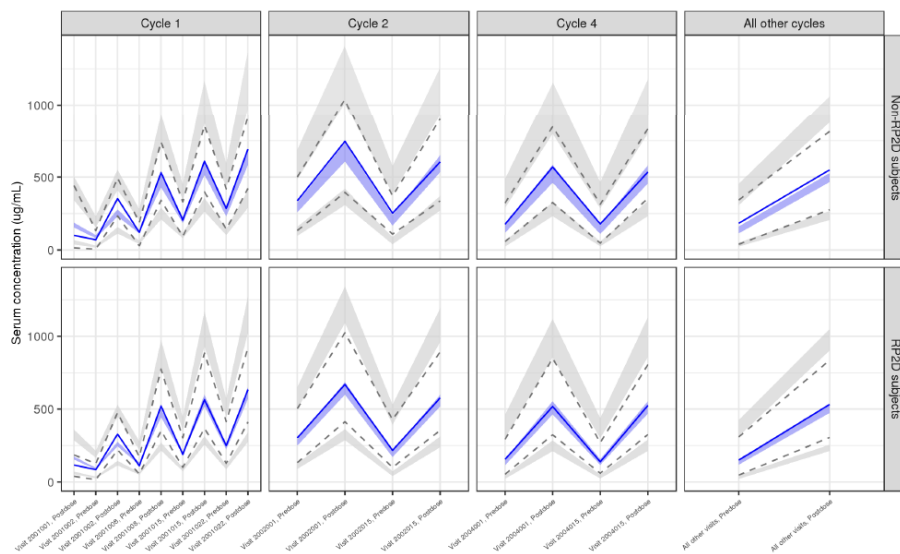 Cycle 1
Cycle 2
Cycle 4
All other cycles
Serum concentration (ug/mL)
1000
500
0
Non-RP2D subjects
1000
500
0
RP2D subjects
Visit 2001001, Postdose
Visit 2001002, Predose
Visit 2001002, Postdose
Visit 2001008, Predose
Visit 2001008, Postdose
Visit 2001015, Predose
Visit 2001015, Postdose
Visit 2001022, Predose
Visit 2001022, Postdose
Visit 2002001, Predose
Visit 2002001, Postdose
Visit 2002015, Predose
Visit 2002015, Postdose
Visit 2004001, Predose
Visit 2004001, Postdose
Visit 2004015, Predose
Visit 2004015, Postdose
All other visits, Predose
All other visits, Postdose